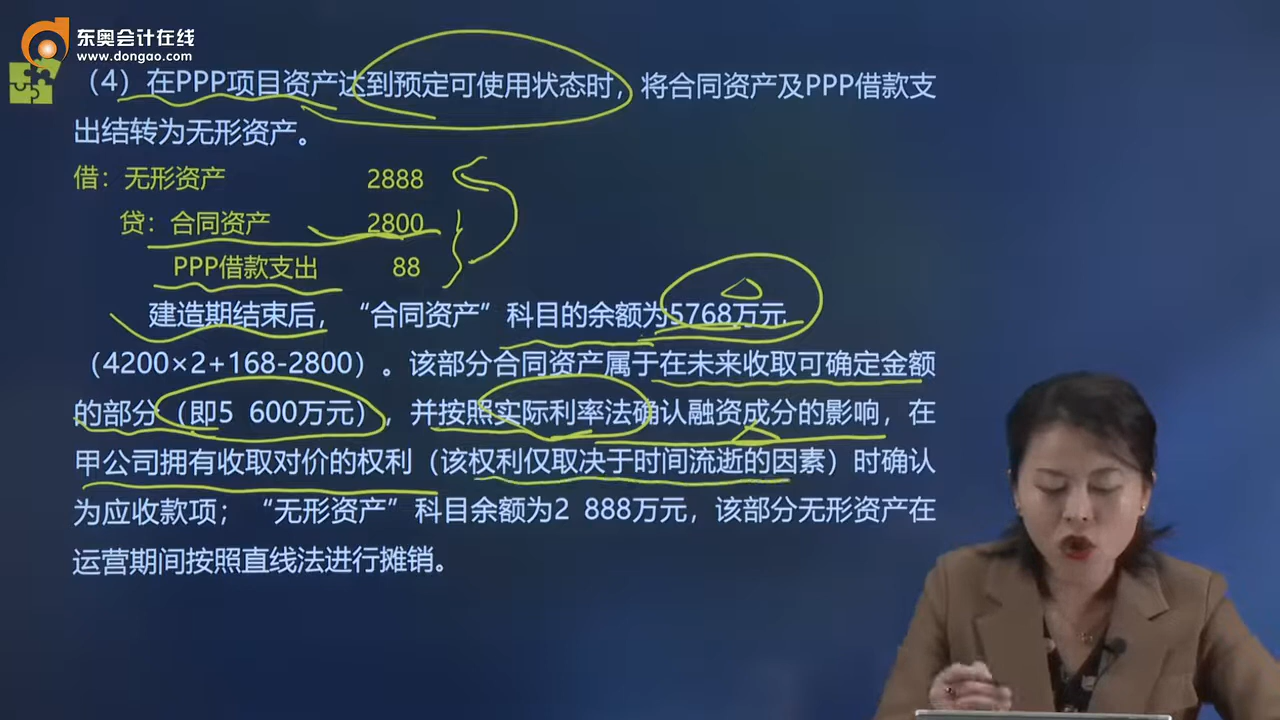 东奥会计在线
www.dongao.com
（4）在PPP项目资产达到预定可使用状态时，将合同资产及PPP借款支
出结转为无形资产。
借：无形资产 2888
贷：合同资产 2800
PPP借款支出 88
建造期结束后，“合同资产”科目的余额为5768万元
（4200×2+168-2800）。该部分合同资产属于在未来收取可确定金额
的部分（即5 600万元），并按照实际利率法确认融资成分的影响，在
甲公司拥有收取对价的权利（该权利仅取决于时间流逝的因素）时确认
为应收款项；“无形资产”科目余额为2 888万元，该部分无形资产在
运营期间按照直线法进行摊销。